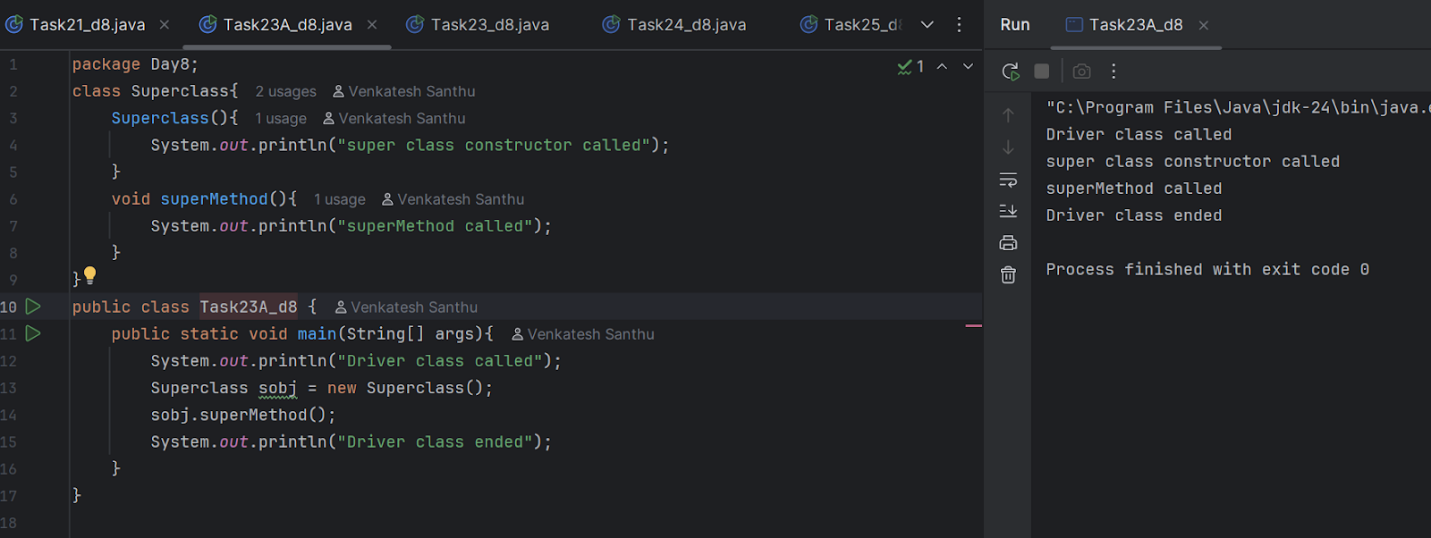 Task21_d8.java Task23A_d8.java Task23_d8.java Task24_d8.java Task25_d8
1 package Day8;
2 class Superclass{ 2 usages Venkatesh Santhu
3 Superclass(){ 1 usage Venkatesh Santhu
4 System.out.println("super class constructor called");
5 }
6 void superMethod(){ 1 usage Venkatesh Santhu
7 System.out.println("superMethod called");
8 }
9 }
10 public class Task23A_d8 { Venkatesh Santhu
11 public static void main(String[] args){ Venkatesh Santhu
12 System.out.println("Driver class called");
13 Superclass sobj = new Superclass();
14 sobj.superMethod();
15 System.out.println("Driver class ended");
16 }
17 }
18
1
Run Task23A_d8
"C:\Program Files\Java\jdk-24\bin\java.
Driver class called
super class constructor called
superMethod called
Driver class ended
Process finished with exit code 0